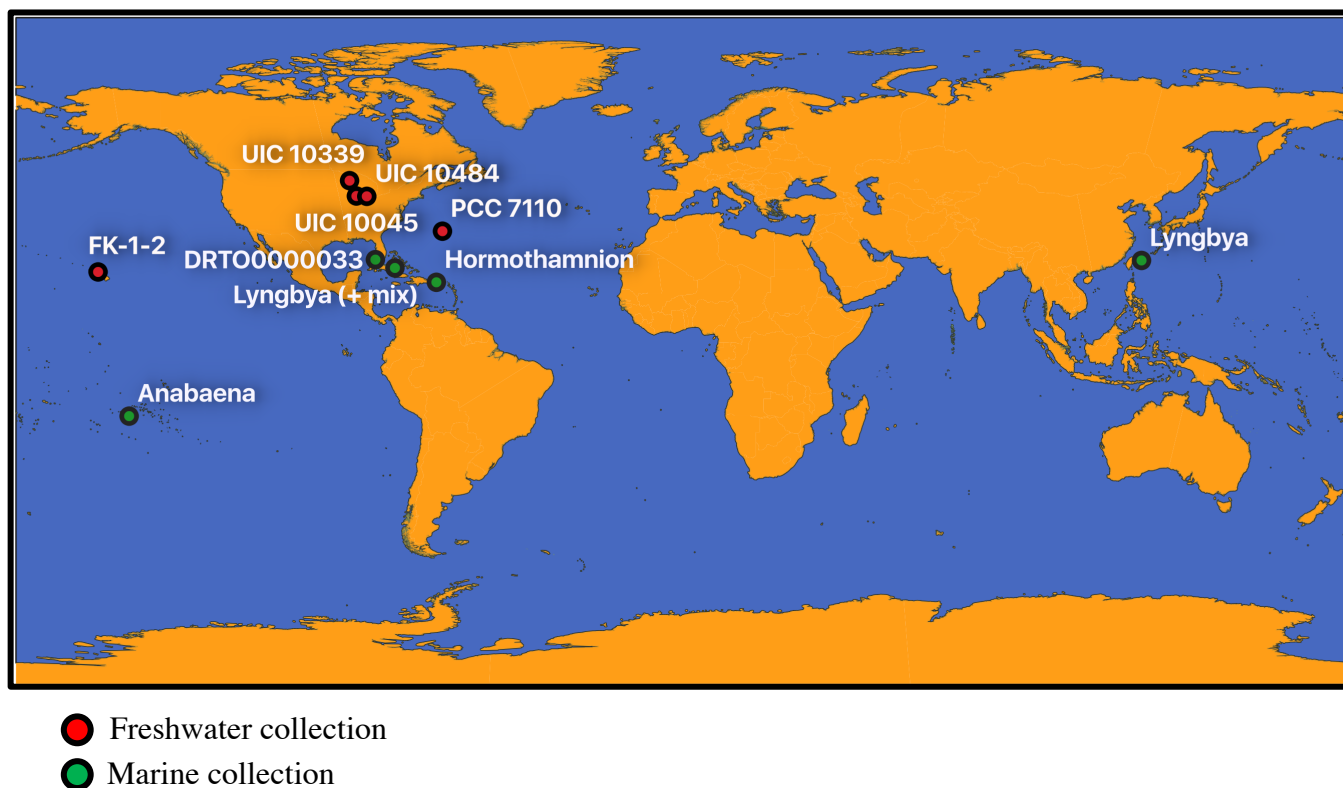 UIC 10339
UIC 10484
PCC 7110
UIC 10045
FK-1-2
DRTO0000033
Hormothamnion
Lyngbya
Lyngbya (+ mix)
Anabaena
Freshwater collection
Marine collection